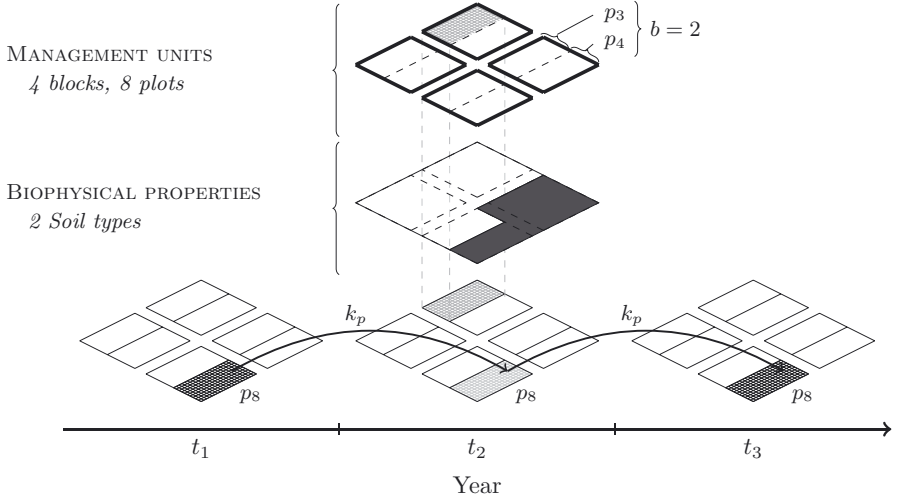 p₃
MANAGEMENT UNITS
b = 2
p₄
4 blocks, 8 plots
BIOPHYSICAL PROPERTIES
2 Soil types
kₚ kₚ
p₈ p₈ p₈
t₁ t₂ t₃
Year